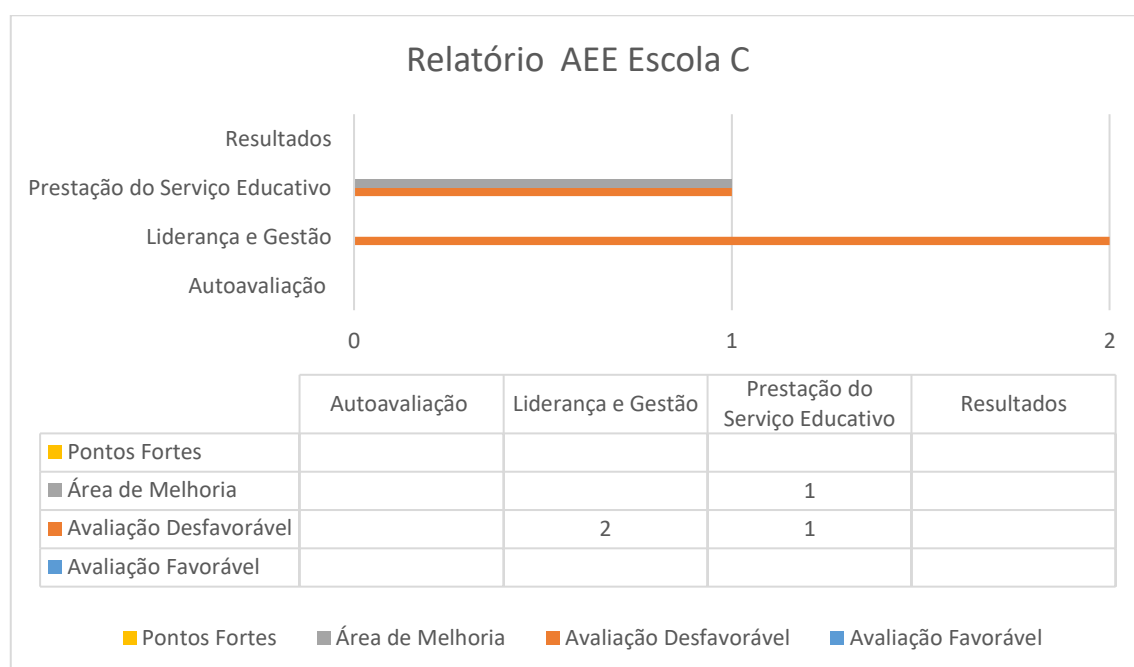 Relatório AEE Escola C
Resultados
Prestação do Serviço Educativo
Liderança e Gestão
Autoavaliação
0 1 2
Autoavaliação Liderança e Gestão Prestação do Serviço Educativo Resultados
Pontos Fortes
Área de Melhoria 1
Avaliação Desfavorável 2 1
Avaliação Favorável
Pontos Fortes Área de Melhoria Avaliação Desfavorável Avaliação Favorável